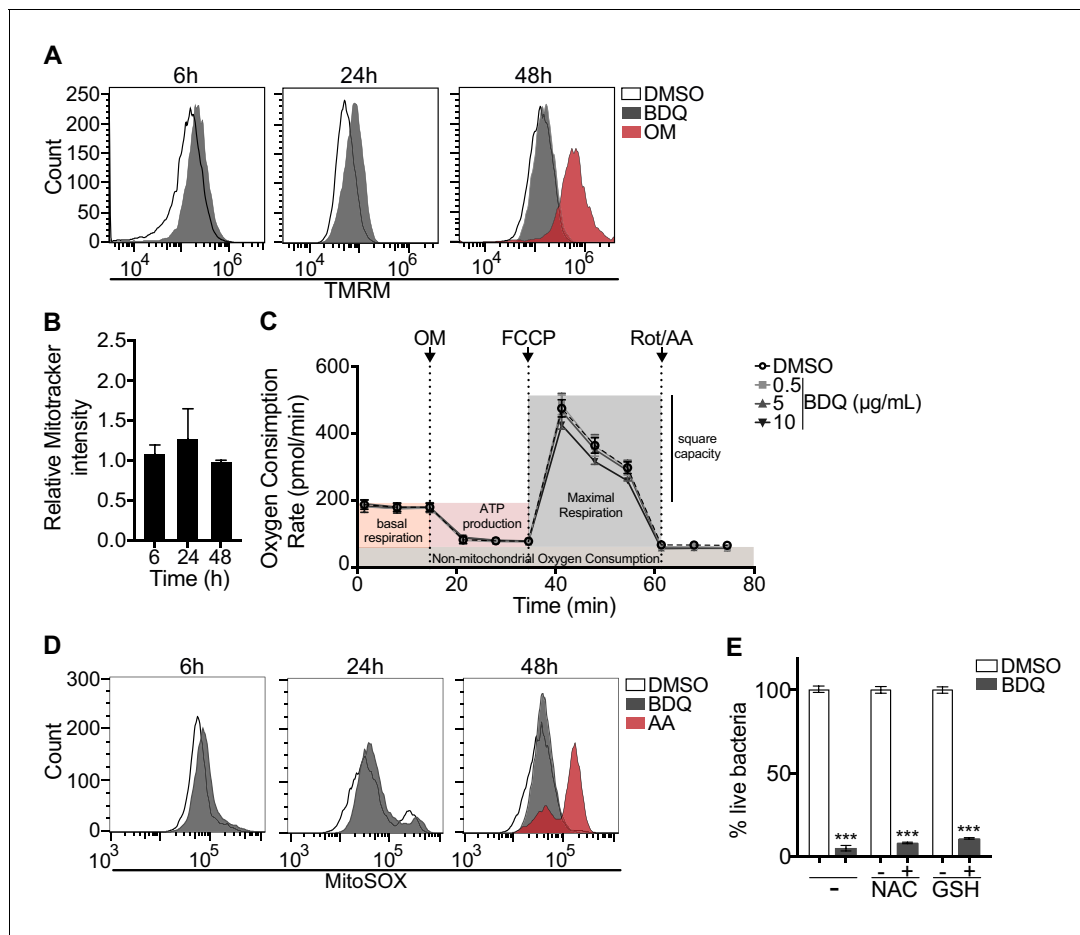 A
6h
24h
48h
250
200
150
100
50
0
Count
10^4 10^6
10^4 10^6
10^4 10^6
TMRM
DMSO
BDQ
OM
B
Relative Mitotracker
intensity
2.5
2.0
1.5
1.0
0.5
0.0
6 24 48
Time (h)
C
OM
FCCP
Rot/AA
Oxygen Consimption
Rate (pmol/min)
600
400
200
0
basal
respiration
ATP
production
Maximal
Respiration
square
capacity
Non-mitochondrial Oxygen Consumption
0 20 40 60 80
Time (min)
DMSO
0.5
5
10
BDQ (µg/mL)
D
6h
24h
48h
300
200
100
0
Count
10^3 10^5
10^3 10^5
10^3 10^5
MitoSOX
DMSO
BDQ
AA
E
DMSO
BDQ
% live bacteria
100
50
0
*** *** ***
- + - +
- NAC GSH